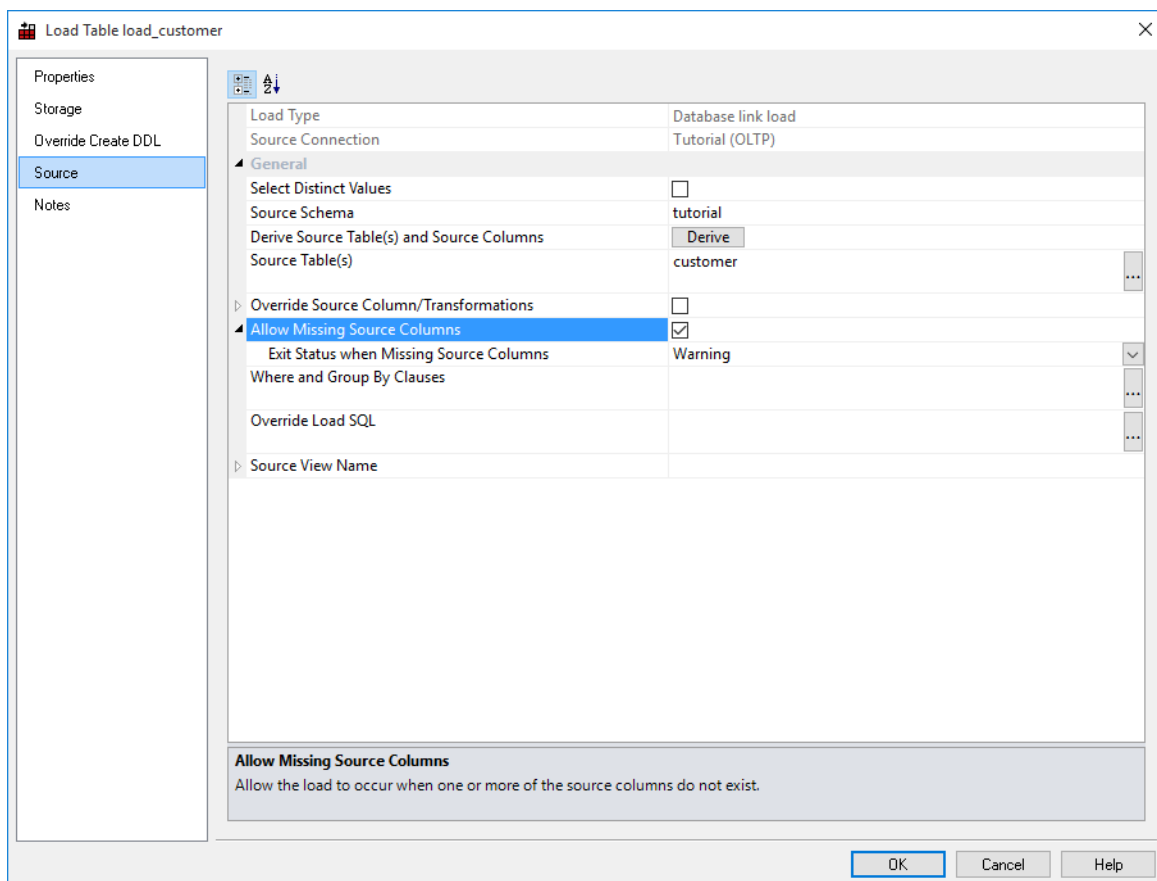 Load Table load_customer
Properties
Storage
Override Create DDL
Source
Notes
Load Type Database link load
Source Connection Tutorial (OLTP)
General
Select Distinct Values
Source Schema tutorial
Derive Source Table(s) and Source Columns Derive
Source Table(s) customer
...
Override Source Column/Transformations
Allow Missing Source Columns
Exit Status when Missing Source Columns Warning
Where and Group By Clauses
...
Override Load SQL
...
Source View Name
Allow Missing Source Columns
Allow the load to occur when one or more of the source columns do not exist.
OK Cancel Help